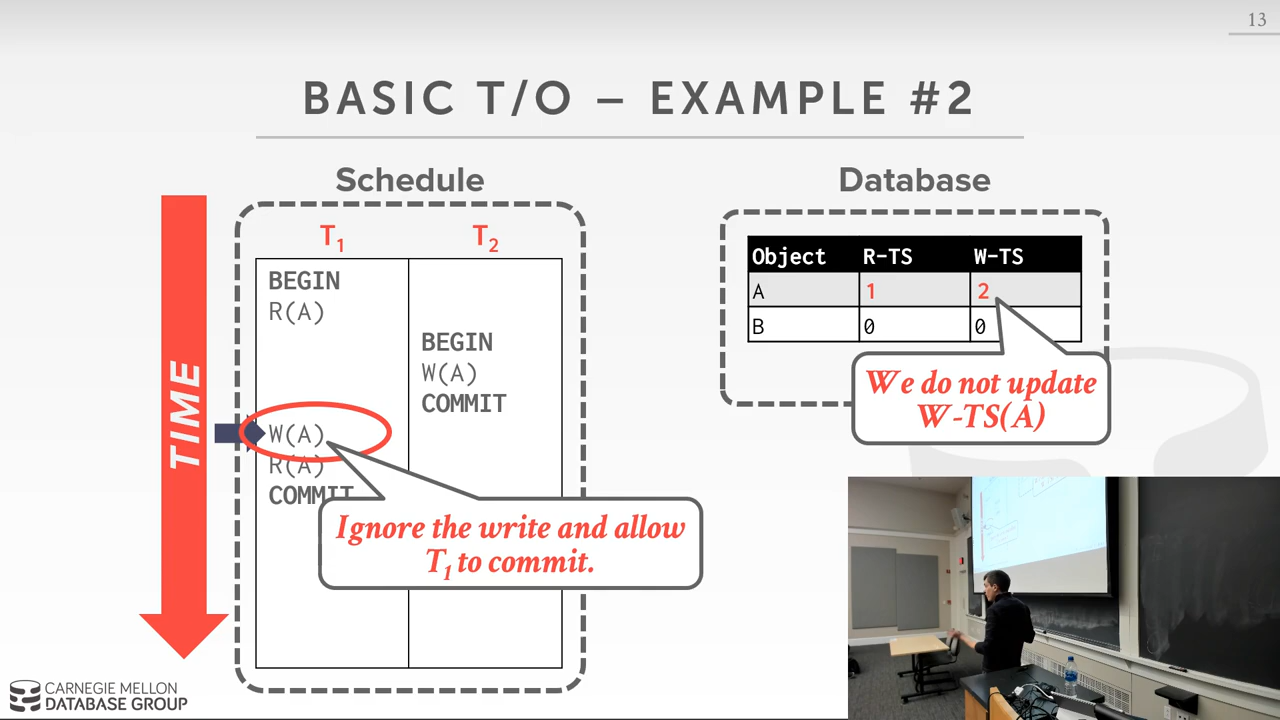 13
BASIC T/O – EXAMPLE #2
Schedule
Database
TIME
T1
T2
BEGIN
R(A)
BEGIN
W(A)
COMMIT
W(A)
R(A)
COMMIT
Ignore the write and allow
T1 to commit.
Object R-TS W-TS
A 1 2
B 0 0
We do not update
W-TS(A)
CARNEGIE MELLON
DATABASE GROUP